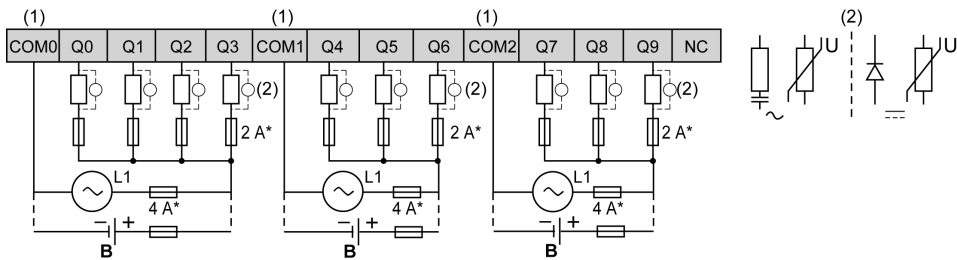 (1) (1) (1) (2)
COM0 Q0 Q1 Q2 Q3 COM1 Q4 Q5 Q6 COM2 Q7 Q8 Q9 NC
U U
(2) (2) (2)
2 A* 2 A* 2 A*
L1 L1 L1
4 A* 4 A* 4 A*
B B B